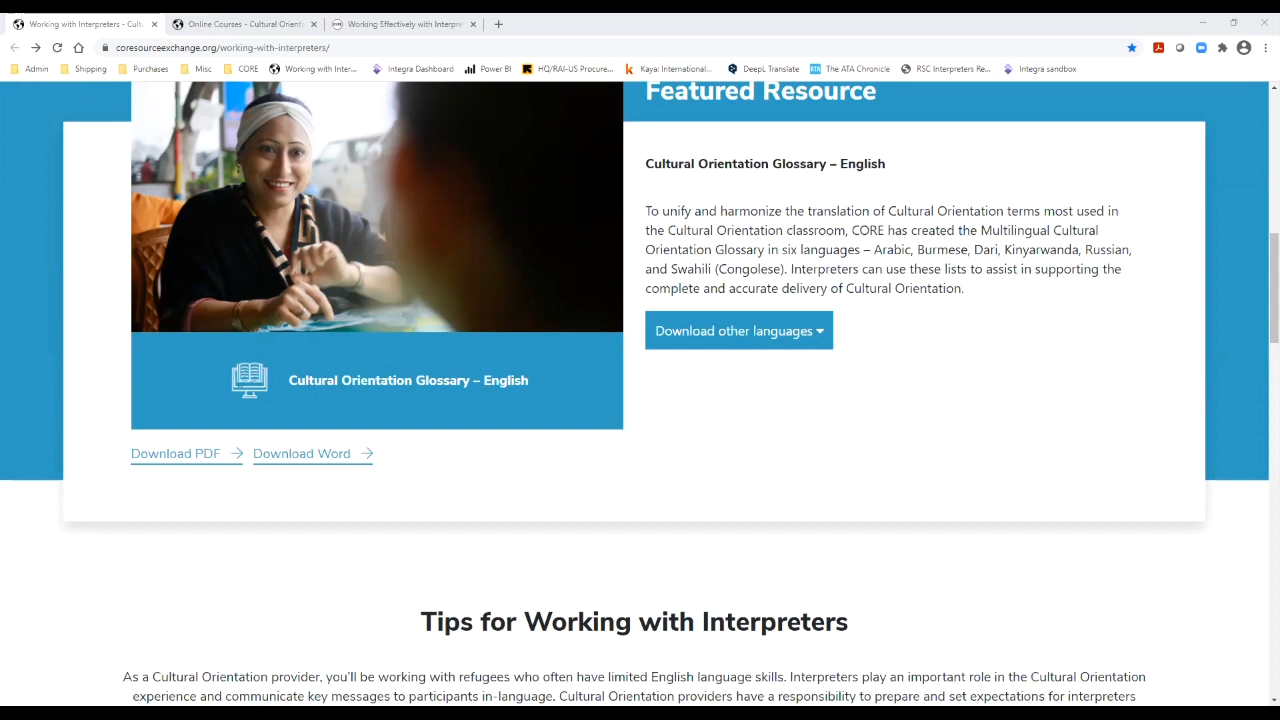 Working with Interpreters - Cult
Online Courses - Cultural Orienta
Working Effectively with Interpre
coresourceexchange.org/working-with-interpreters/
Admin
Shipping
Purchases
Misc
CORE
Working with Inter...
Integra Dashboard
Power BI
HQ/RAI-US Procure...
Kaya: International...
DeepL Translate
The ATA Chronicle
RSC Interpreters Re...
Integra sandbox
Featured Resource
Cultural Orientation Glossary – English
To unify and harmonize the translation of Cultural Orientation terms most used in
the Cultural Orientation classroom, CORE has created the Multilingual Cultural
Orientation Glossary in six languages – Arabic, Burmese, Dari, Kinyarwanda, Russian,
and Swahili (Congolese). Interpreters can use these lists to assist in supporting the
complete and accurate delivery of Cultural Orientation.
Download other languages
Cultural Orientation Glossary – English
Download PDF
Download Word
Tips for Working with Interpreters
As a Cultural Orientation provider, you'll be working with refugees who often have limited English language skills. Interpreters play an important role in the Cultural Orientation
experience and communicate key messages to participants in-language. Cultural Orientation providers have a responsibility to prepare and set expectations for interpreters